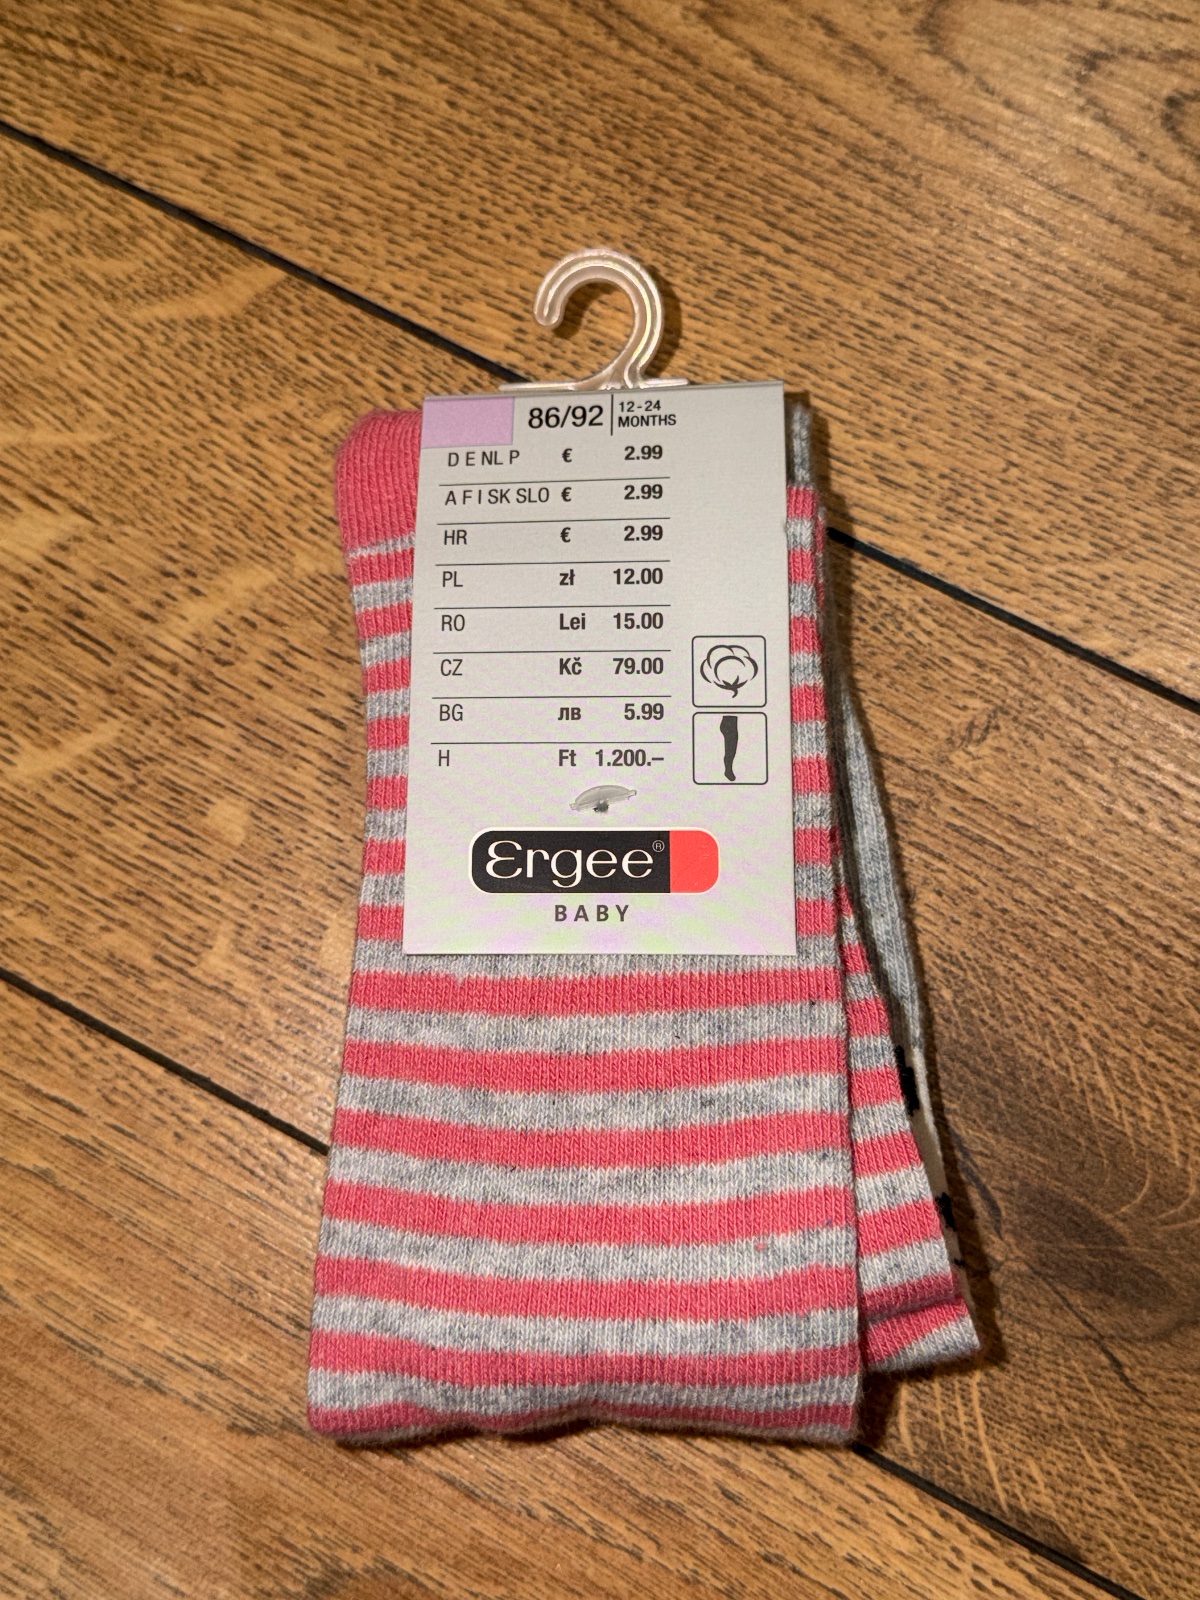 86/92 12-24 MONTHS
D E NL P € 2.99
A F I SK SLO € 2.99
HR € 2.99
PL zł 12.00
RO Lei 15.00
CZ Kč 79.00
BG лв 5.99
H Ft 1.200.–
Ergee®
BABY